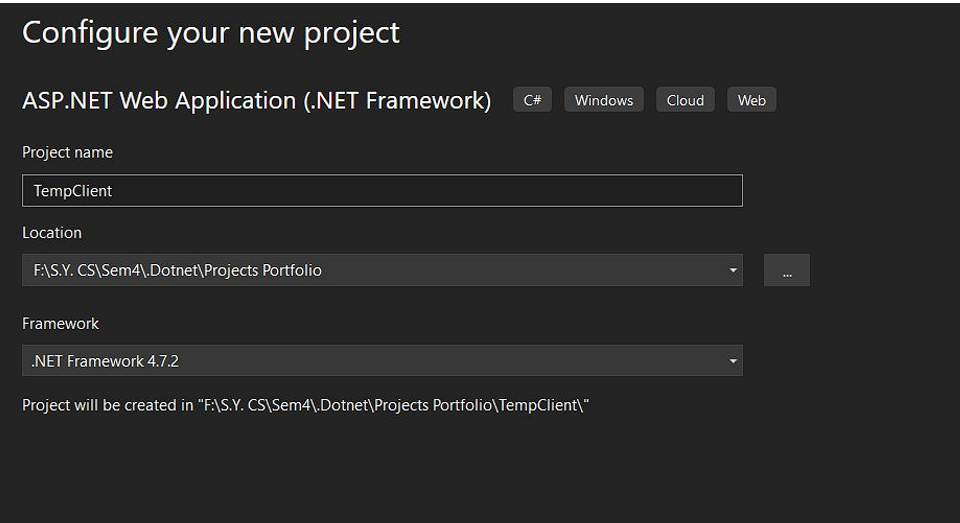 Configure your new project
ASP.NET Web Application (.NET Framework) C# Windows Cloud Web
Project name
TempClient
Location
F:\S.Y. CS\Sem4\.Dotnet\Projects Portfolio ...
Framework
.NET Framework 4.7.2
Project will be created in "F:\S.Y. CS\Sem4\.Dotnet\Projects Portfolio\TempClient\"